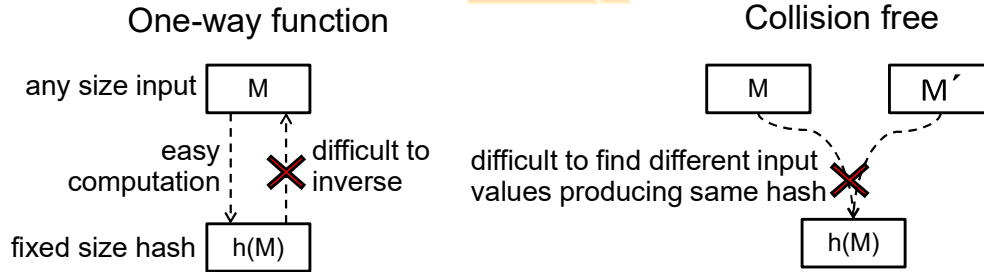 One-way function
any size input
M
easy
computation
difficult to
inverse
fixed size hash
h(M)
Collision free
M
M´
difficult to find different input
values producing same hash
h(M)